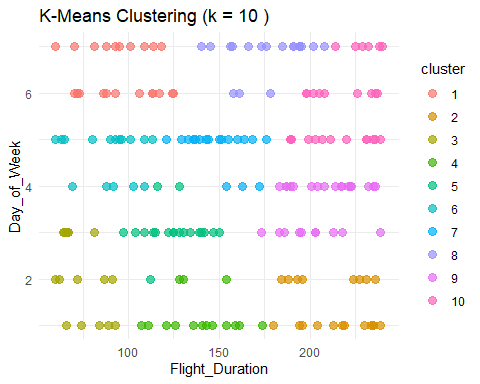 K-Means Clustering (k = 10 )
cluster
1
2
3
4
5
6
7
8
9
10
Day_of_Week
6
4
2
100 150 200
Flight_Duration